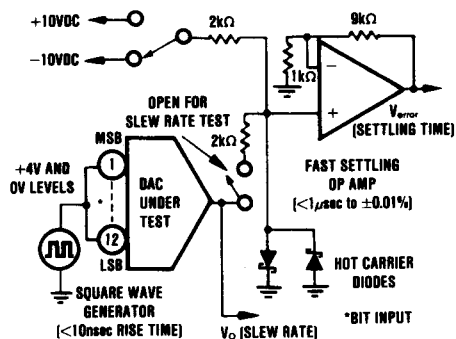 +10VDC
-10VDC
2kΩ
9kΩ
1kΩ
-
+
Verror
(SETTLING TIME)
OPEN FOR
SLEW RATE TEST
2kΩ
MSB
+4V AND
0V LEVELS
1
DAC
UNDER
TEST
*
12
LSB
FAST SETTLING
OP AMP
(<1μsec to ±0.01%)
HOT CARRIER
DIODES
SQUARE WAVE
GENERATOR
(<10nsec RISE TIME)
VO (SLEW RATE)
*BIT INPUT